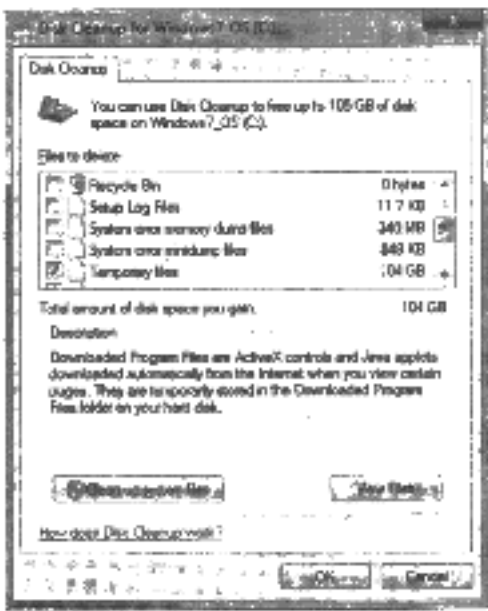 Disk Cleanup for Windows7_OS (C:)
Disk Cleanup
You can use Disk Cleanup to free up to 105 GB of disk
space on Windows7_OS (C:).
Files to delete:
Recycle Bin 0 bytes
Setup Log Files 11.7 KB
System error memory dump files 340 MB
System error minidump files KB
Temporary files 104 GB
Total amount of disk space you gain: 104 GB
Description
Downloaded Program Files are ActiveX controls and Java applets
downloaded automatically from the Internet when you view certain
pages. They are temporarily stored in the Downloaded Program
Files folder on your hard disk.
Clean up system files
View Files
How does Disk Cleanup work?
OK Cancel